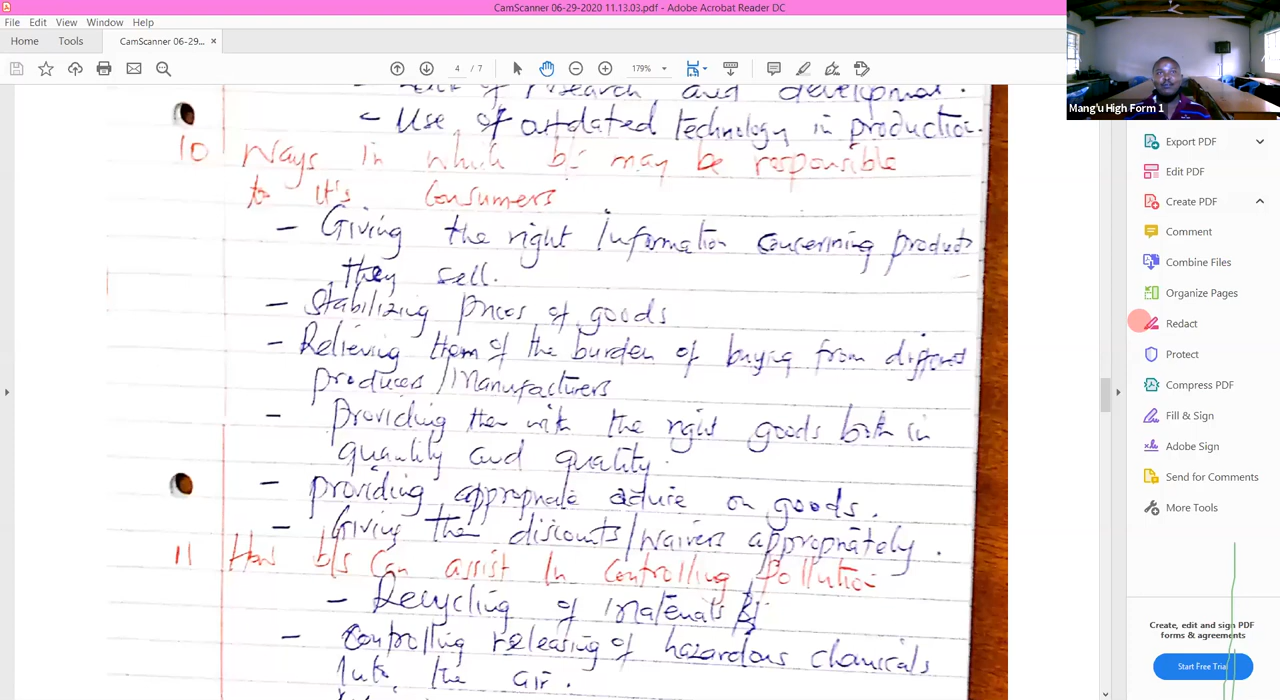 CamScanner 06-29-2020 11.13.03.pdf - Adobe Acrobat Reader DC
File Edit View Window Help
Home Tools CamScanner 06-29... ×
4 / 7 179%
Mang'u High Form 1
research and development.
- Use of outdated technology in production.
10 Ways in which bs may be responsible
to it's Consumers
- Giving the right information concerning products
they sell.
- Stabilizing prices of goods
- Relieving them of the burden of buying from different
producers/Manufacturers
- Providing them with the right goods both in
quantity and quality.
- providing appropriate advice on goods.
- Giving the discounts/waivers appropriately.
11 How b/s Can assist In controlling pollution
- Recycling of materials
- Controlling releasing of hazardous chemicals
into the air.
Export PDF
Edit PDF
Create PDF
Comment
Combine Files
Organize Pages
Redact
Protect
Compress PDF
Fill & Sign
Adobe Sign
Send for Comments
More Tools
Create, edit and sign PDF
forms & agreements
Start Free Trial